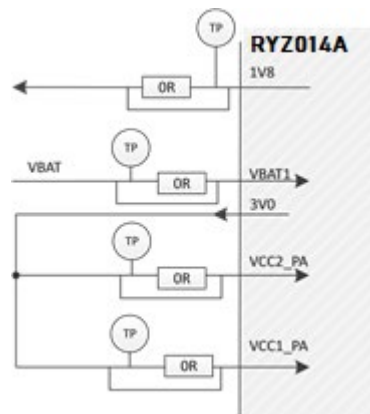 TP
RYZ014A
0R
1V8
TP
VBAT
0R
VBAT1
3V0
TP
0R
VCC2_PA
TP
0R
VCC1_PA